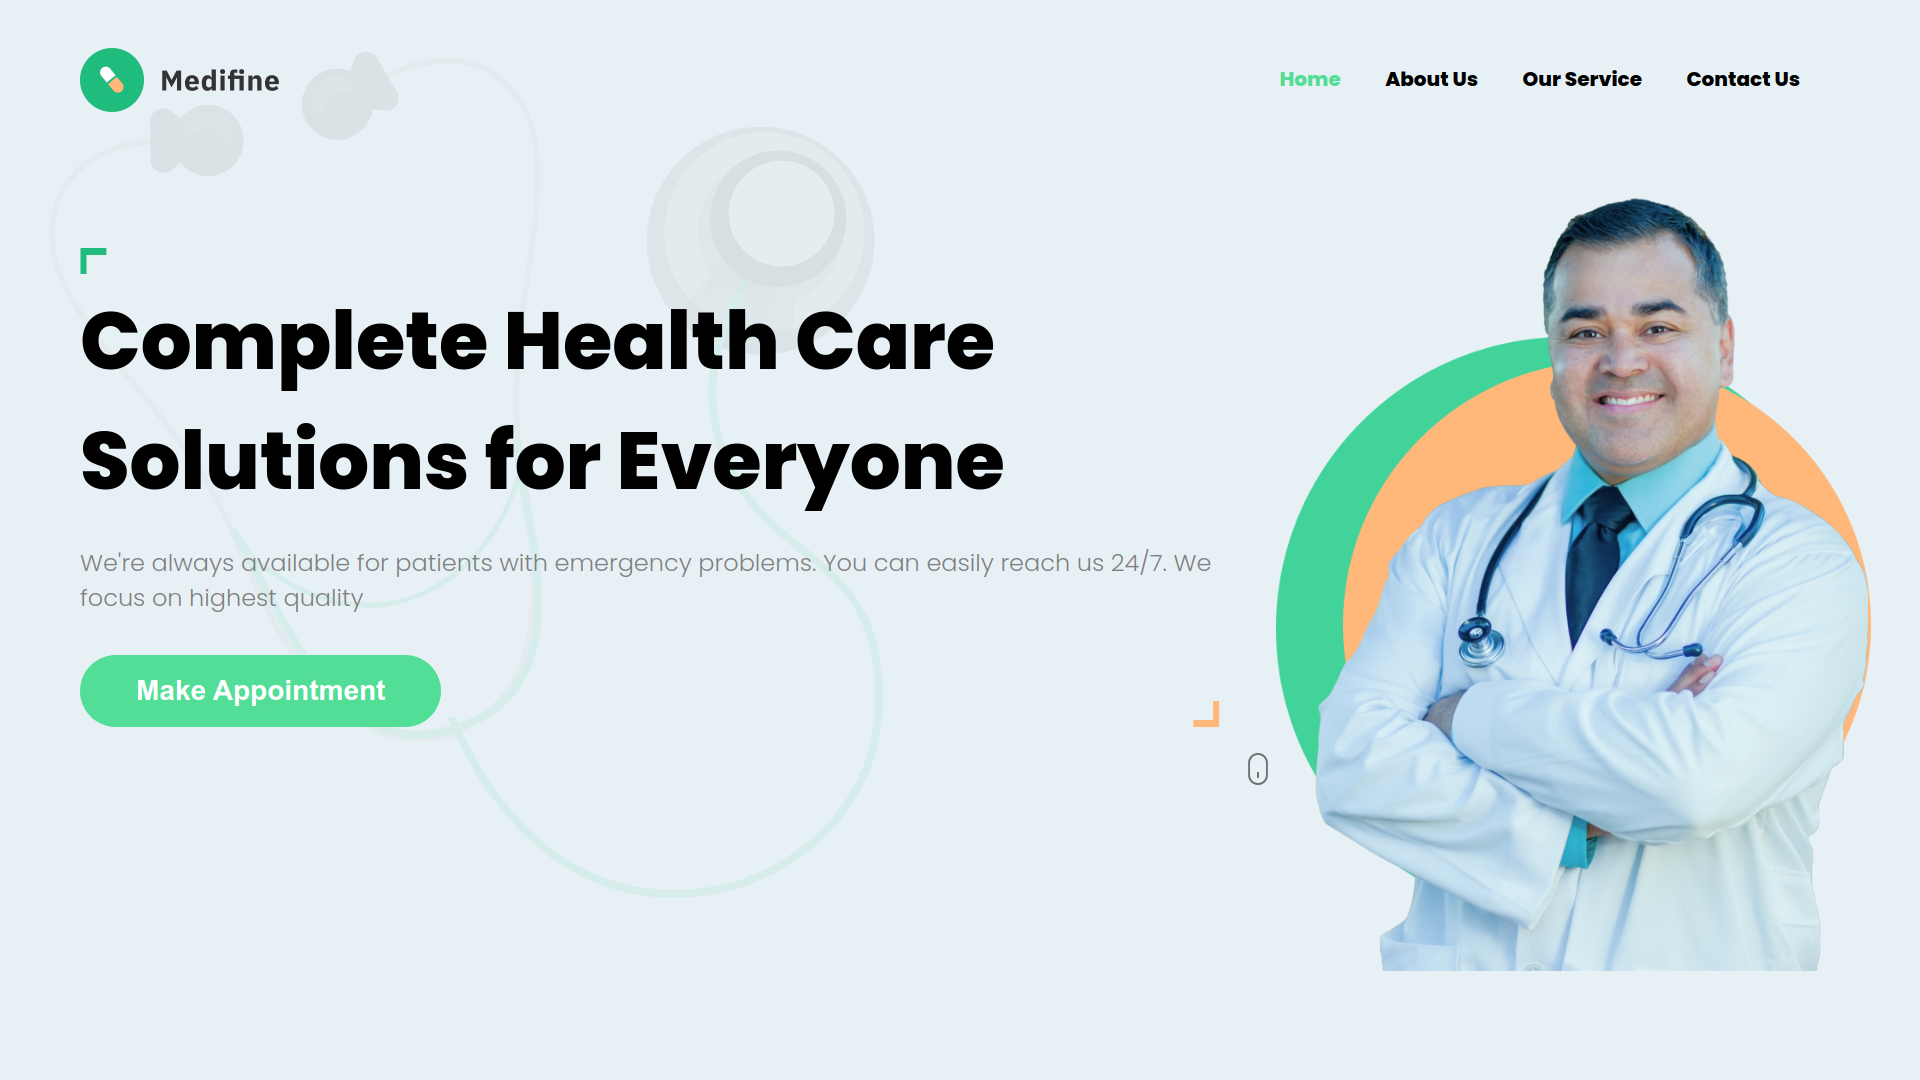 Medifine
Home About Us Our Service Contact Us
Complete Health Care
Solutions for Everyone
We're always available for patients with emergency problems. You can easily reach us 24/7. We
focus on highest quality
Make Appointment